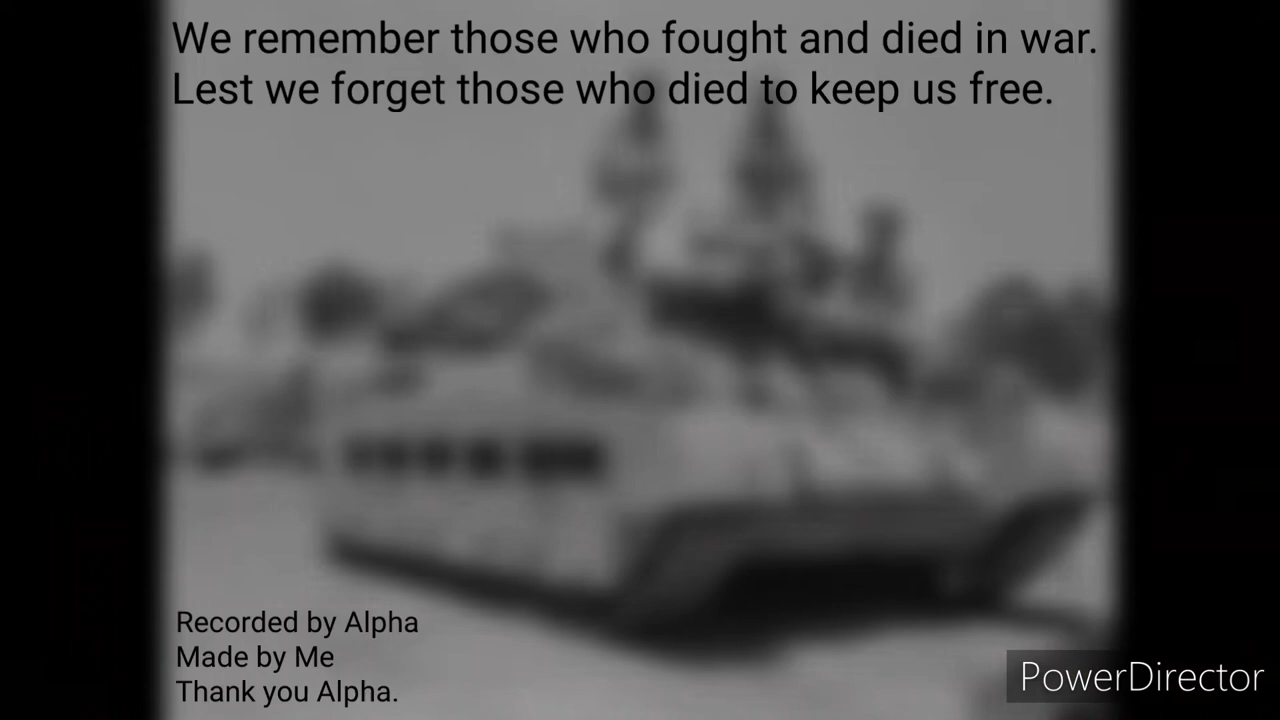 We remember those who fought and died in war.
Lest we forget those who died to keep us free.
Recorded by Alpha
Made by Me
Thank you Alpha.
PowerDirector